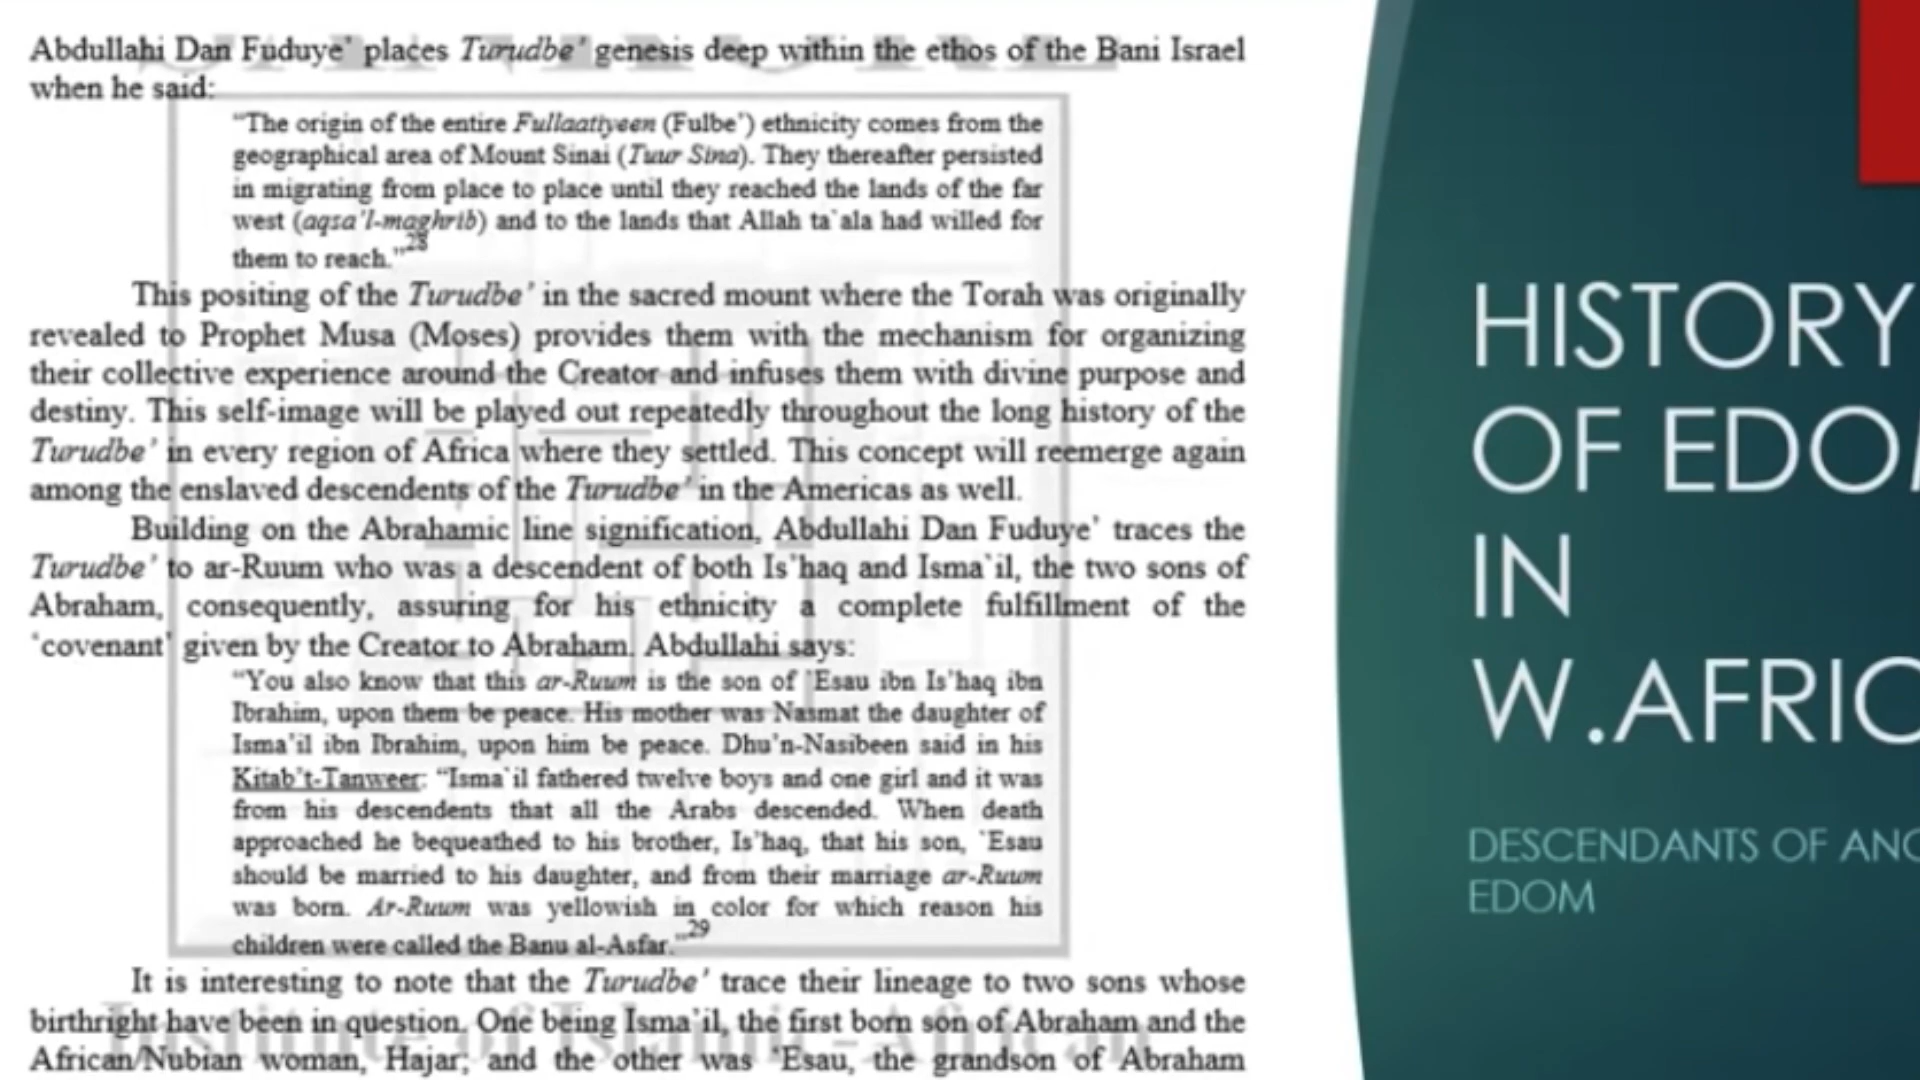 Abdullahi Dan Fuduye' places Turudbe' genesis deep within the ethos of the Bani Israel
when he said:
"The origin of the entire Fullaatiyeen (Fulbe') ethnicity comes from the
geographical area of Mount Sinai (Tuur Sina). They thereafter persisted
in migrating from place to place until they reached the lands of the far
west (aqsa'l-maghrib) and to the lands that Allah ta`ala had willed for
them to reach."28
This positing of the Turudbe' in the sacred mount where the Torah was originally
revealed to Prophet Musa (Moses) provides them with the mechanism for organizing
their collective experience around the Creator and infuses them with divine purpose and
destiny. This self-image will be played out repeatedly throughout the long history of the
Turudbe' in every region of Africa where they settled. This concept will reemerge again
among the enslaved descendents of the Turudbe' in the Americas as well.
Building on the Abrahamic line signification, Abdullahi Dan Fuduye' traces the
Turudbe' to ar-Ruum who was a descendent of both Is'haq and Isma`il, the two sons of
Abraham, consequently, assuring for his ethnicity a complete fulfillment of the
'covenant' given by the Creator to Abraham. Abdullahi says:
"You also know that this ar-Ruum is the son of `Esau ibn Is'haq ibn
Ibrahim, upon them be peace. His mother was Nasmat the daughter of
Isma'il ibn Ibrahim, upon him be peace. Dhu'n-Nasibeen said in his
Kitab't-Tanweer: "Isma`il fathered twelve boys and one girl and it was
from his descendents that all the Arabs descended. When death
approached he bequeathed to his brother, Is'haq, that his son, `Esau
should be married to his daughter, and from their marriage ar-Ruum
was born. Ar-Ruum was yellowish in color for which reason his
children were called the Banu al-Asfar."29
It is interesting to note that the Turudbe' trace their lineage to two sons whose
birthright have been in question. One being Isma`il, the first born son of Abraham and the
African/Nubian woman, Hajar; and the other was `Esau, the grandson of Abraham
Institute of Islamic-African
HISTORY
OF EDOM
IN
W.AFRIC
DESCENDANTS OF ANC
EDOM